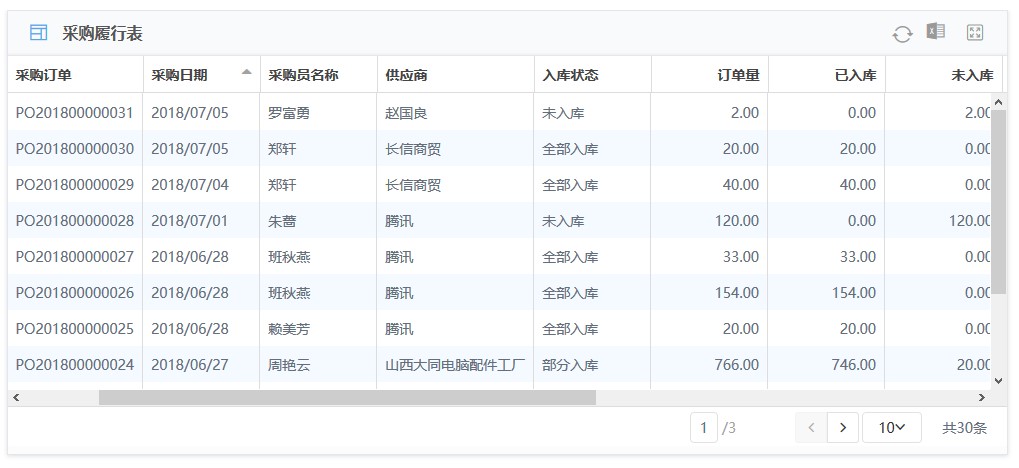 采购履行表
采购订单 采购日期 采购员名称 供应商 入库状态 订单量 已入库 未入库
PO201800000031 2018/07/05 罗富勇 赵国良 未入库 2.00 0.00 2.00
PO201800000030 2018/07/05 郑轩 长信商贸 全部入库 20.00 20.00 0.00
PO201800000029 2018/07/04 郑轩 长信商贸 全部入库 40.00 40.00 0.00
PO201800000028 2018/07/01 朱蔷 腾讯 未入库 120.00 0.00 120.00
PO201800000027 2018/06/28 班秋燕 腾讯 全部入库 33.00 33.00 0.00
PO201800000026 2018/06/28 班秋燕 腾讯 全部入库 154.00 154.00 0.00
PO201800000025 2018/06/28 赖美芳 腾讯 全部入库 20.00 20.00 0.00
PO201800000024 2018/06/27 周艳云 山西大同电脑配件工厂 部分入库 766.00 746.00 20.00
1 /3 10 共30条